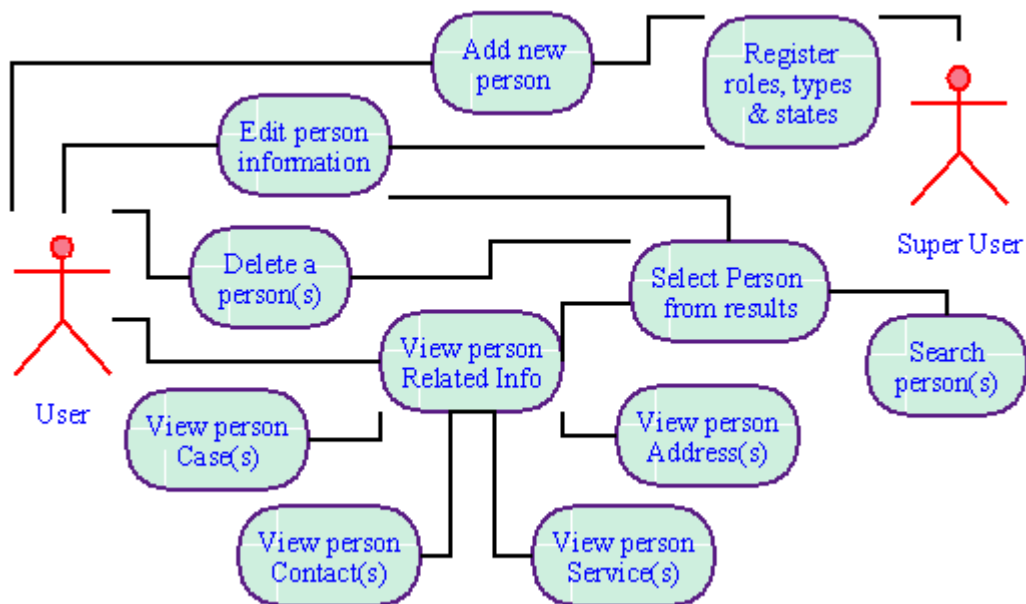 Add new
person
Register
roles, types
& states
Edit person
information
Super User
Delete a
person(s)
Select Person
from results
View person
Related Info
Search
person(s)
User
View person
Case(s)
View person
Address(s)
View person
Contact(s)
View person
Service(s)